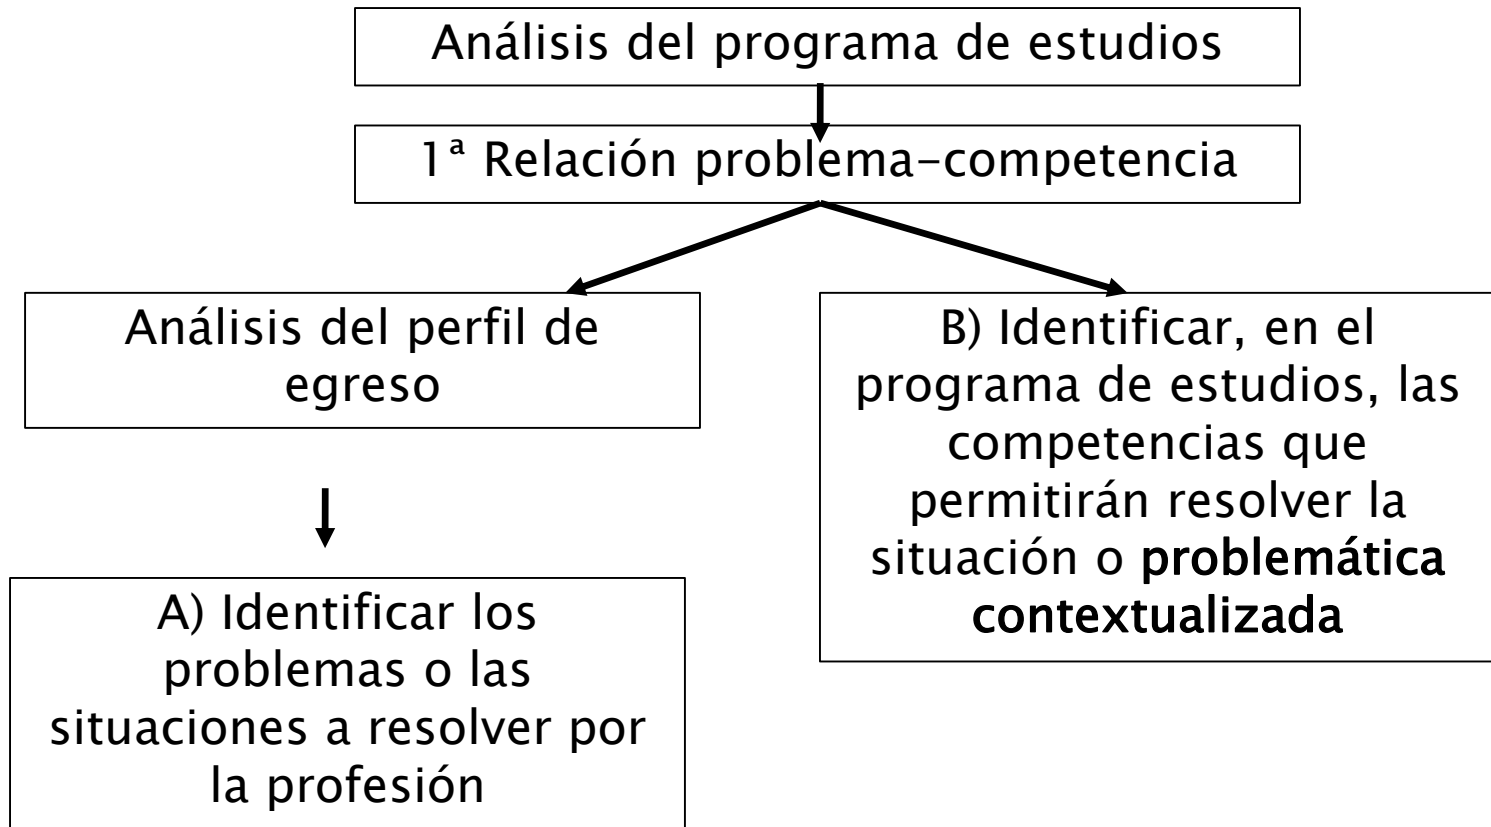 Análisis del programa de estudios
1ª Relación problema-competencia
Análisis del perfil de
egreso
A) Identificar los
problemas o las
situaciones a resolver por
la profesión
B) Identificar, en el
programa de estudios, las
competencias que
permitirán resolver la
situación o problemática
contextualizada